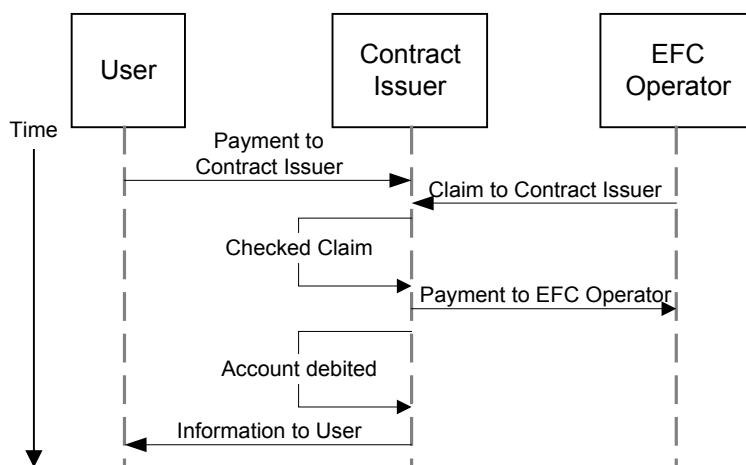 User
Contract
Issuer
EFC
Operator
Time
Payment to
Contract Issuer
Claim to Contract Issuer
Checked Claim
Payment to EFC Operator
Account debited
Information to User